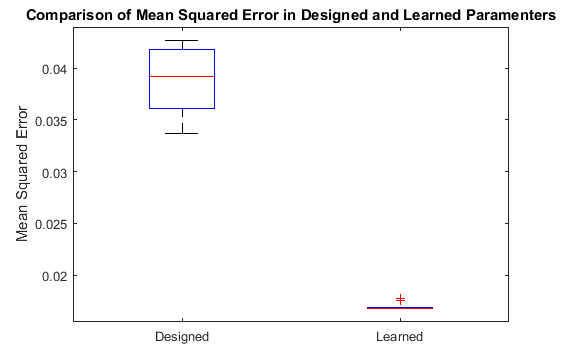 Comparison of Mean Squared Error in Designed and Learned Paramenters
Mean Squared Error
0.04
0.035
0.03
0.025
0.02
Designed
Learned